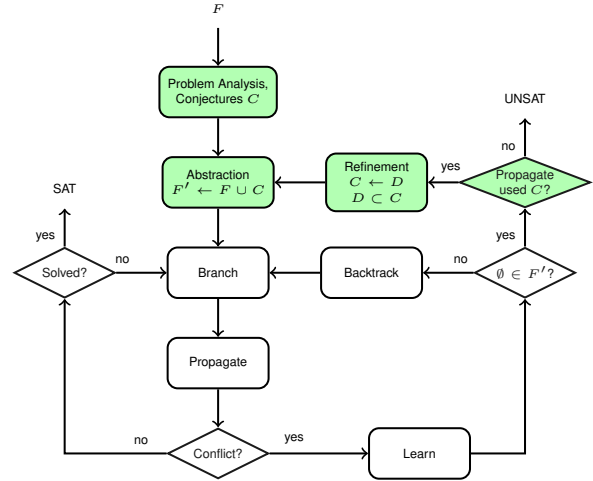 F
Problem Analysis,
Conjectures C
UNSAT
no
Abstraction
F′ ← F ∪ C
Refinement
C ← D
D ⊂ C
yes
Propagate
used C?
SAT
yes
yes
Solved?
no
Branch
Backtrack
no
∅ ∈ F′?
Propagate
no
Conflict?
yes
Learn